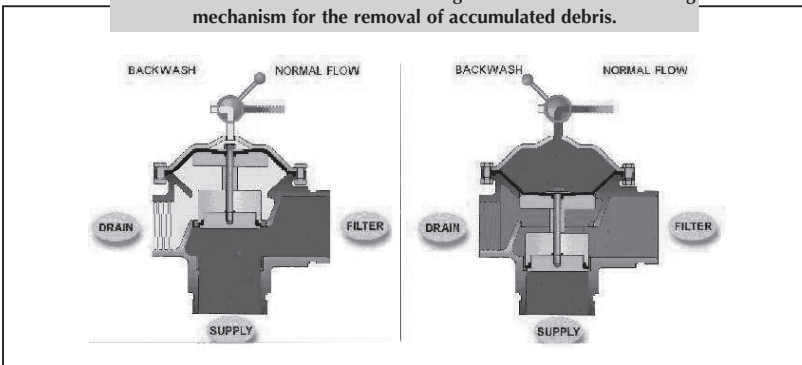 mechanism for the removal of accumulated debris.
BACKWASH NORMAL FLOW
DRAIN FILTER
SUPPLY
BACKWASH NORMAL FLOW
DRAIN FILTER
SUPPLY